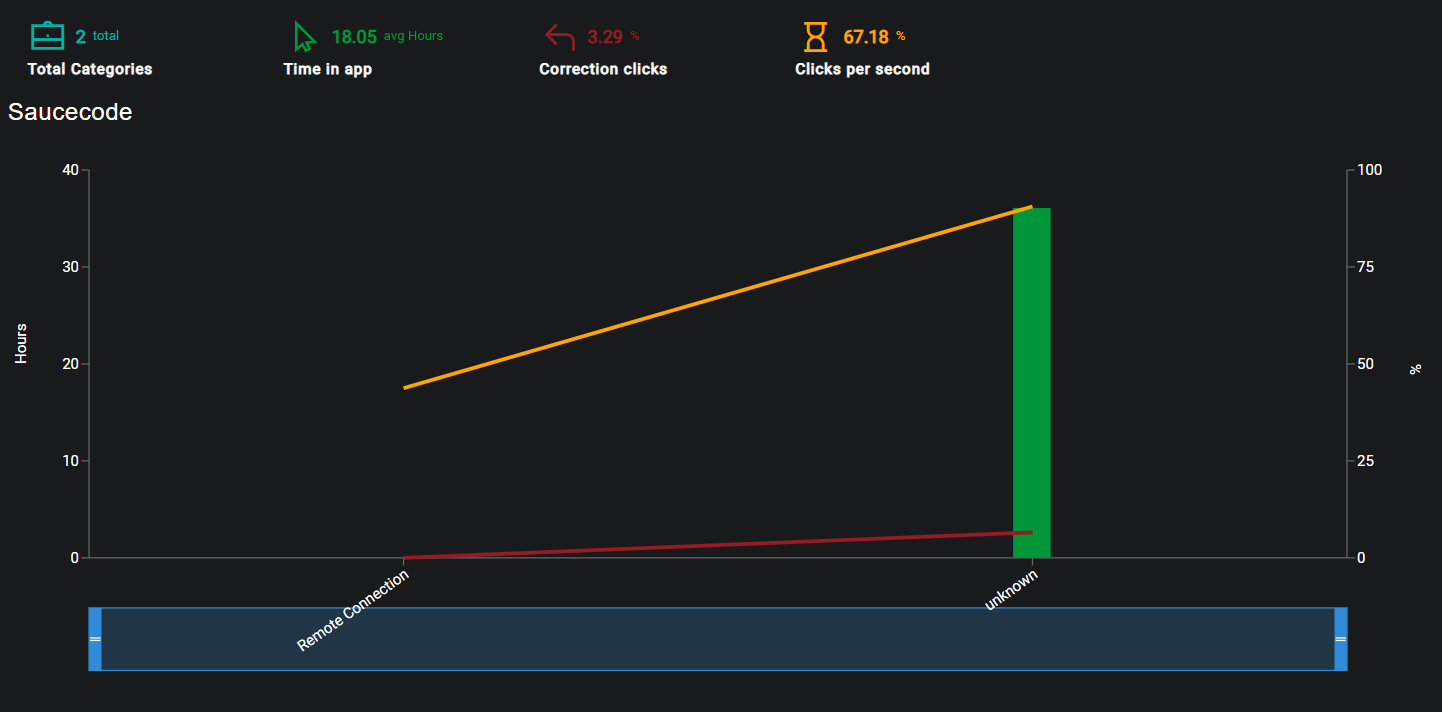 2 total
Total Categories
18.05 avg Hours
Time in app
3.29 %
Correction clicks
67.18 %
Clicks per second
Saucecode
40
30
20
10
0
Hours
100
75
50
25
0
%
Remote Connection
unknown